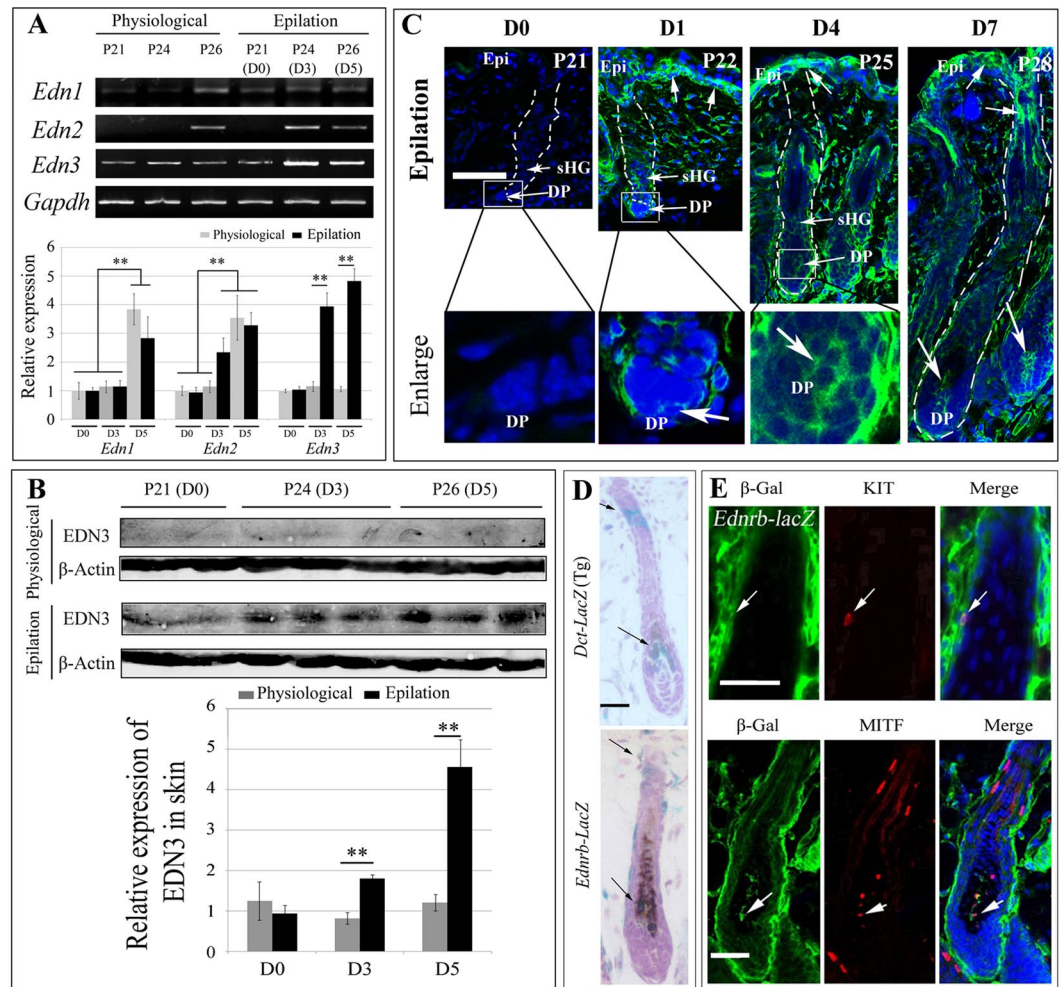 A
Physiological Epilation
P21 P24 P26 P21 P24 P26
(D0) (D3) (D5)
Edn1
Edn2
Edn3
Gapdh
Physiological Epilation
Relative expression
6
5
4
3
2
1
0
** ** ** **
D0 D3 D5 D0 D3 D5 D0 D3 D5
Edn1 Edn2 Edn3
C
D0 D1 D4 D7
Epilation
Epi P21
sHG
DP
Epi P22
sHG
DP
Epi P25
sHG
DP
Epi P28
DP
Enlarge
DP
DP
DP
B
P21 (D0) P24 (D3) P26 (D5)
Physiological
EDN3
β-Actin
Epilation
EDN3
β-Actin
Physiological Epilation
Relative expression of
EDN3 in skin
6
5
4
3
2
1
0
** **
D0 D3 D5
D
Dct-LacZ (Tg)
Ednrb-LacZ
E
β-Gal KIT Merge
Ednrb-lacZ
β-Gal MITF Merge